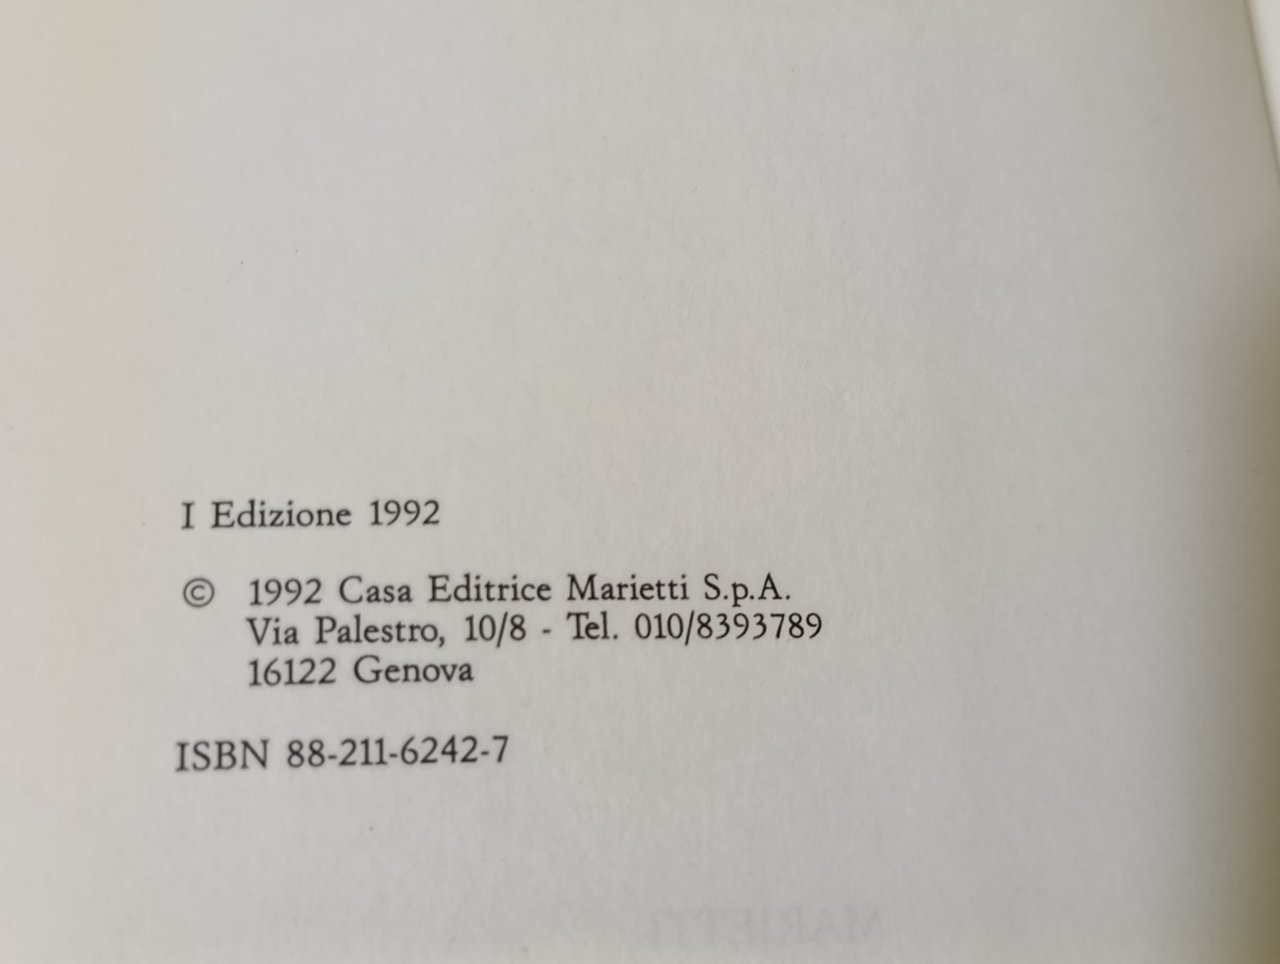 I Edizione 1992
© 1992 Casa Editrice Marietti S.p.A.
Via Palestro, 10/8 - Tel. 010/8393789
16122 Genova
ISBN 88-211-6242-7
MARIETTI